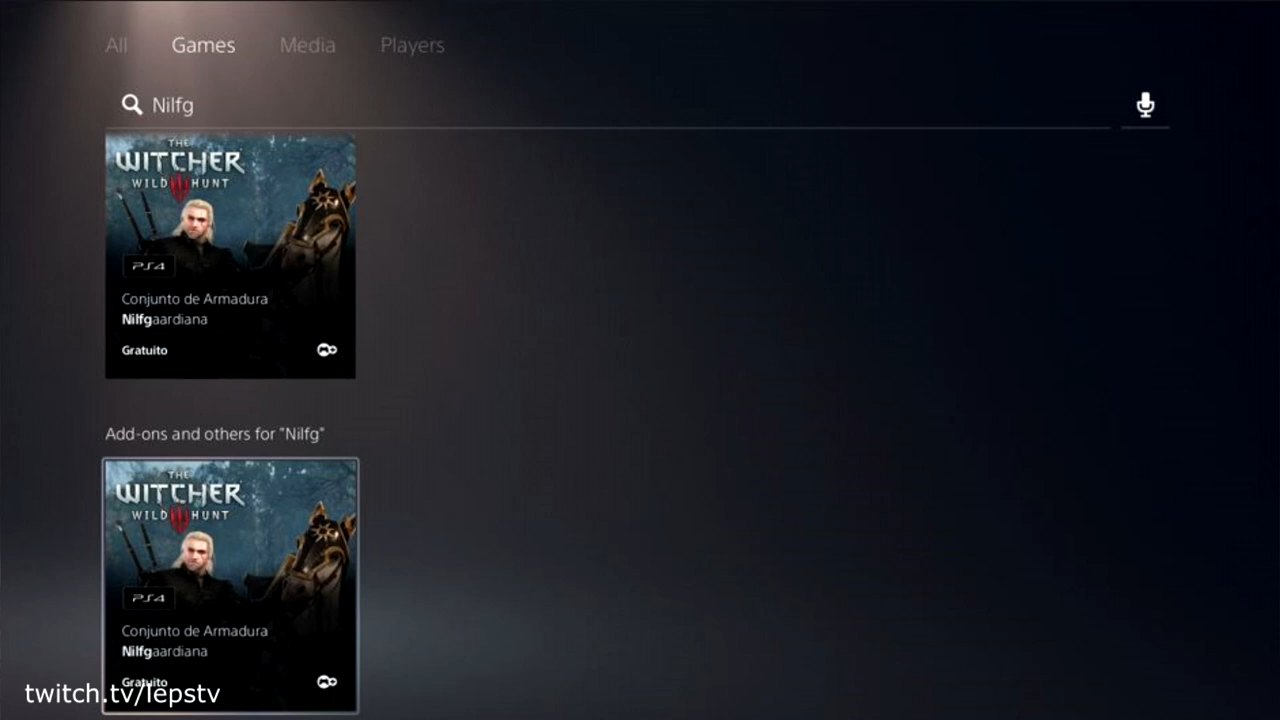 All Games Media Players
Nilfg
THE
WITCHER
WILD HUNT
PS4
Conjunto de Armadura
Nilfgaardiana
Gratuito
Add-ons and others for "Nilfg"
THE
WITCHER
WILD HUNT
PS4
Conjunto de Armadura
Nilfgaardiana
Gratuito
twitch.tv/lepstv